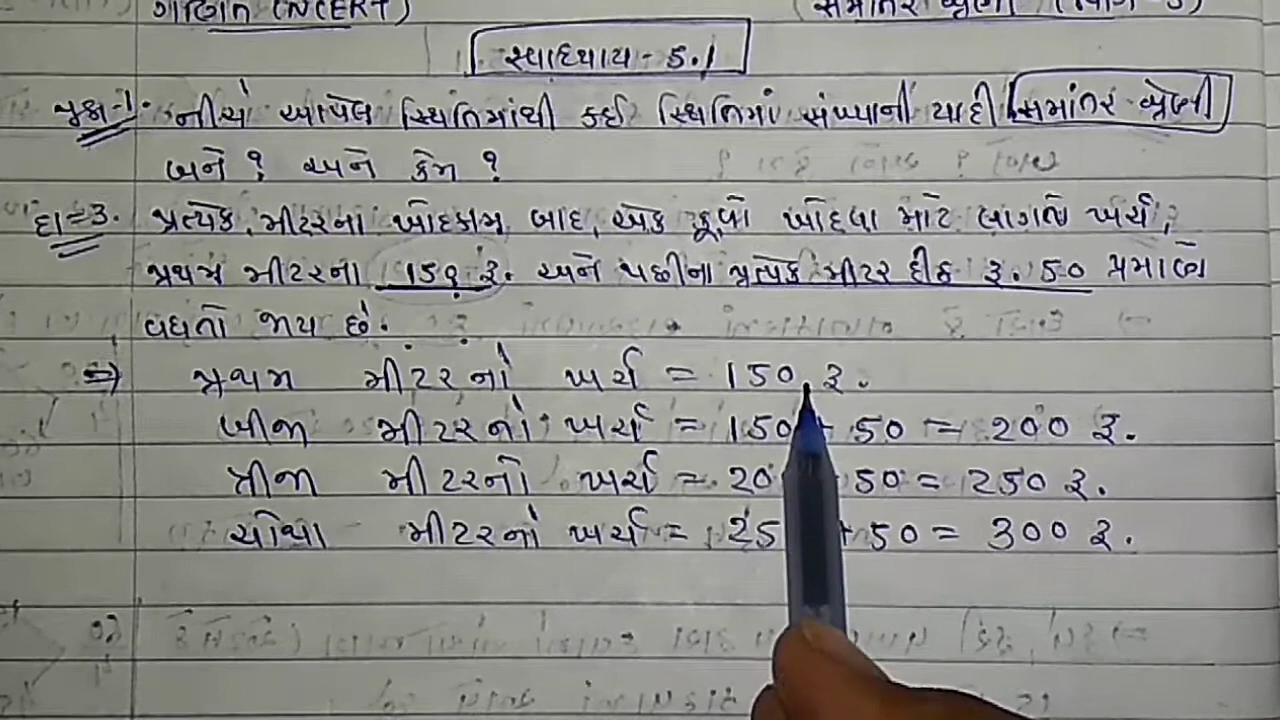 ગણિત (NCERT)
સ્વાધ્યાય - 5.1
પ્રશ્ન-1. નીચે આપેલ સ્થિતિમાંથી કઈ સ્થિતિમાં સંખ્યાની યાદી સમાંતર શ્રેણી
બને ? અને કેમ ?
દા=3. પ્રત્યેક મીટરના ખોદકામ બાદ, એક કૂવો ખોદવા માટે લાગતો ખર્ચ,
પ્રથમ મીટરના 150 રૂ. અને પછીના પ્રત્યેક મીટર દીઠ રૂ. 50 પ્રમાણે
વધતો જાય છે.
⇒ પ્રથમ મીટરનો ખર્ચ = 150 રૂ.
બીજા મીટરનો ખર્ચ = 150 + 50 = 200 રૂ.
ત્રીજા મીટરનો ખર્ચ = 20 50 = 250 રૂ.
ચોથા મીટરનો ખર્ચ = 25 + 50 = 300 રૂ.